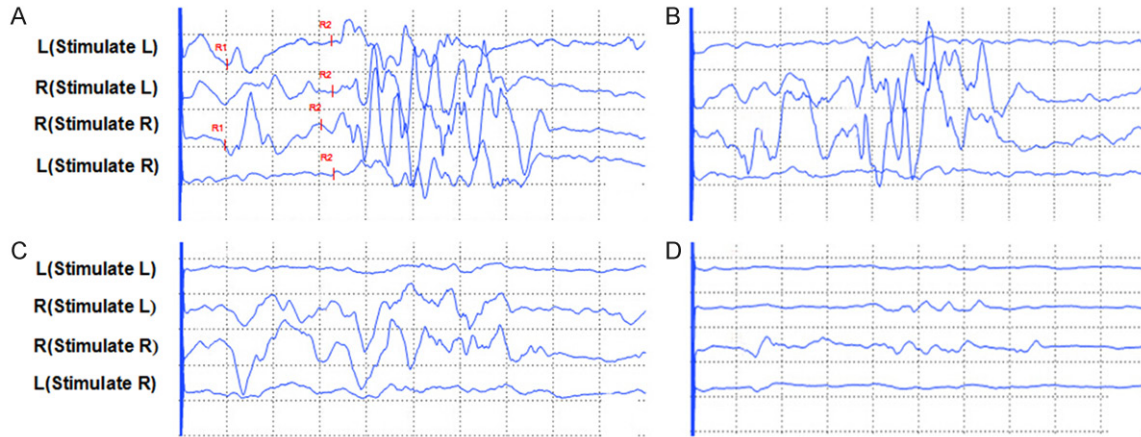 A
B
L(Stimulate L)
R1
R2
R(Stimulate L)
R2
R(Stimulate R)
R1
R2
L(Stimulate R)
R2
C
D
L(Stimulate L)
R(Stimulate L)
R(Stimulate R)
L(Stimulate R)